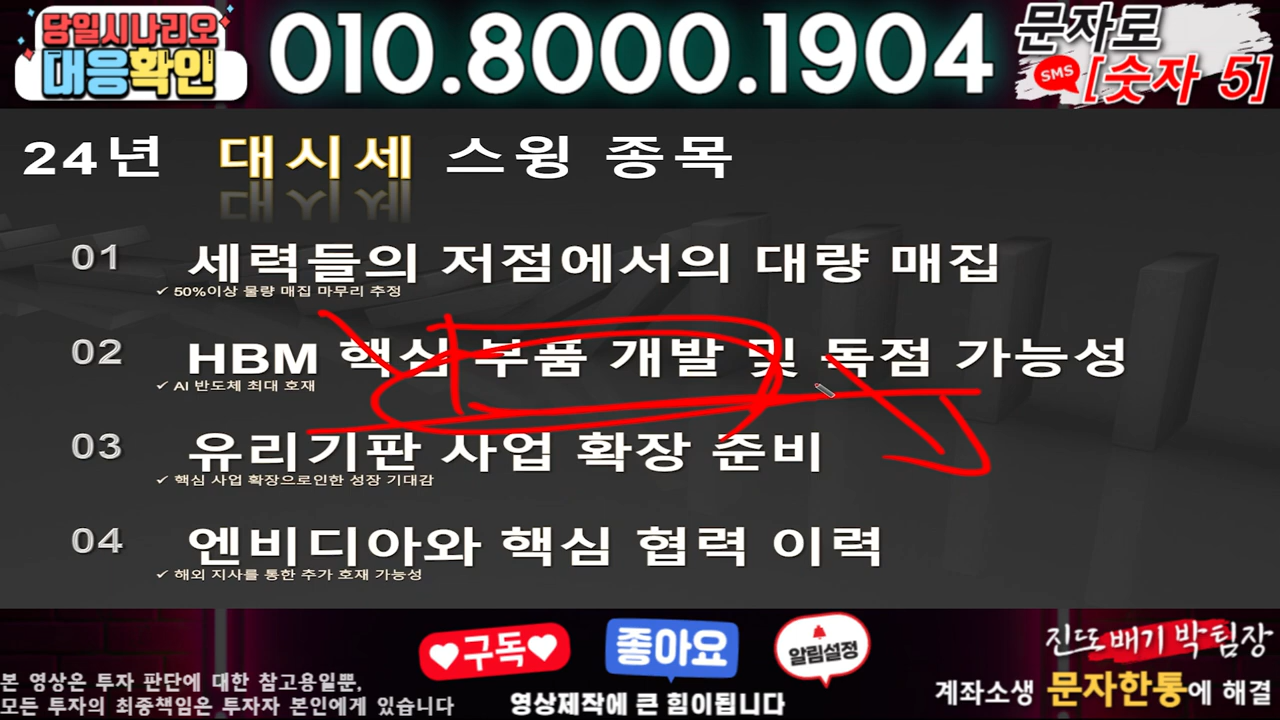 당일시나리오
대응확인
010.8000.1904
문자로
SMS [숫자 5]
24년 대시세 스윙 종목
01 세력들의 저점에서의 대량 매집
✓ 50%이상 물량 매집 마무리 추정
02 HBM 핵심 부품 개발 및 독점 가능성
✓ AI 반도체 최대 호재
03 유리기판 사업 확장 준비
✓ 핵심 사업 확장으로인한 성장 기대감
04 엔비디아와 핵심 협력 이력
✓ 해외 지사를 통한 추가 호재 가능성
구독
좋아요
알림설정
영상제작에 큰 힘이됩니다
본 영상은 투자 판단에 대한 참고용일뿐,
모든 투자의 최종책임은 투자자 본인에게 있습니다
진또배기 박팀장
계좌소생 문자한통에 해결